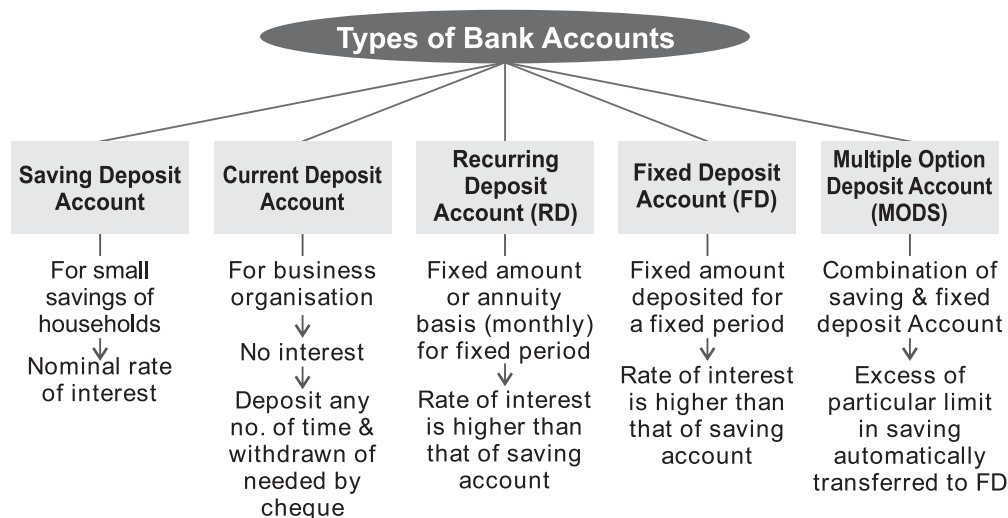 Types of Bank Accounts
Saving Deposit
Account
For small
savings of
households
Nominal rate
of interest
Current Deposit
Account
For business
organisation
No interest
Deposit any
no. of time &
withdrawn of
needed by
cheque
Recurring
Deposit
Account (RD)
Fixed amount
or annuity
basis (monthly)
for fixed period
Rate of interest
is higher than
that of saving
account
Fixed Deposit
Account (FD)
Fixed amount
deposited for
a fixed period
Rate of interest
is higher than
that of saving
account
Multiple Option
Deposit Account
(MODS)
Combination of
saving & fixed
deposit Account
Excess of
particular limit
in saving
automatically
transferred to FD